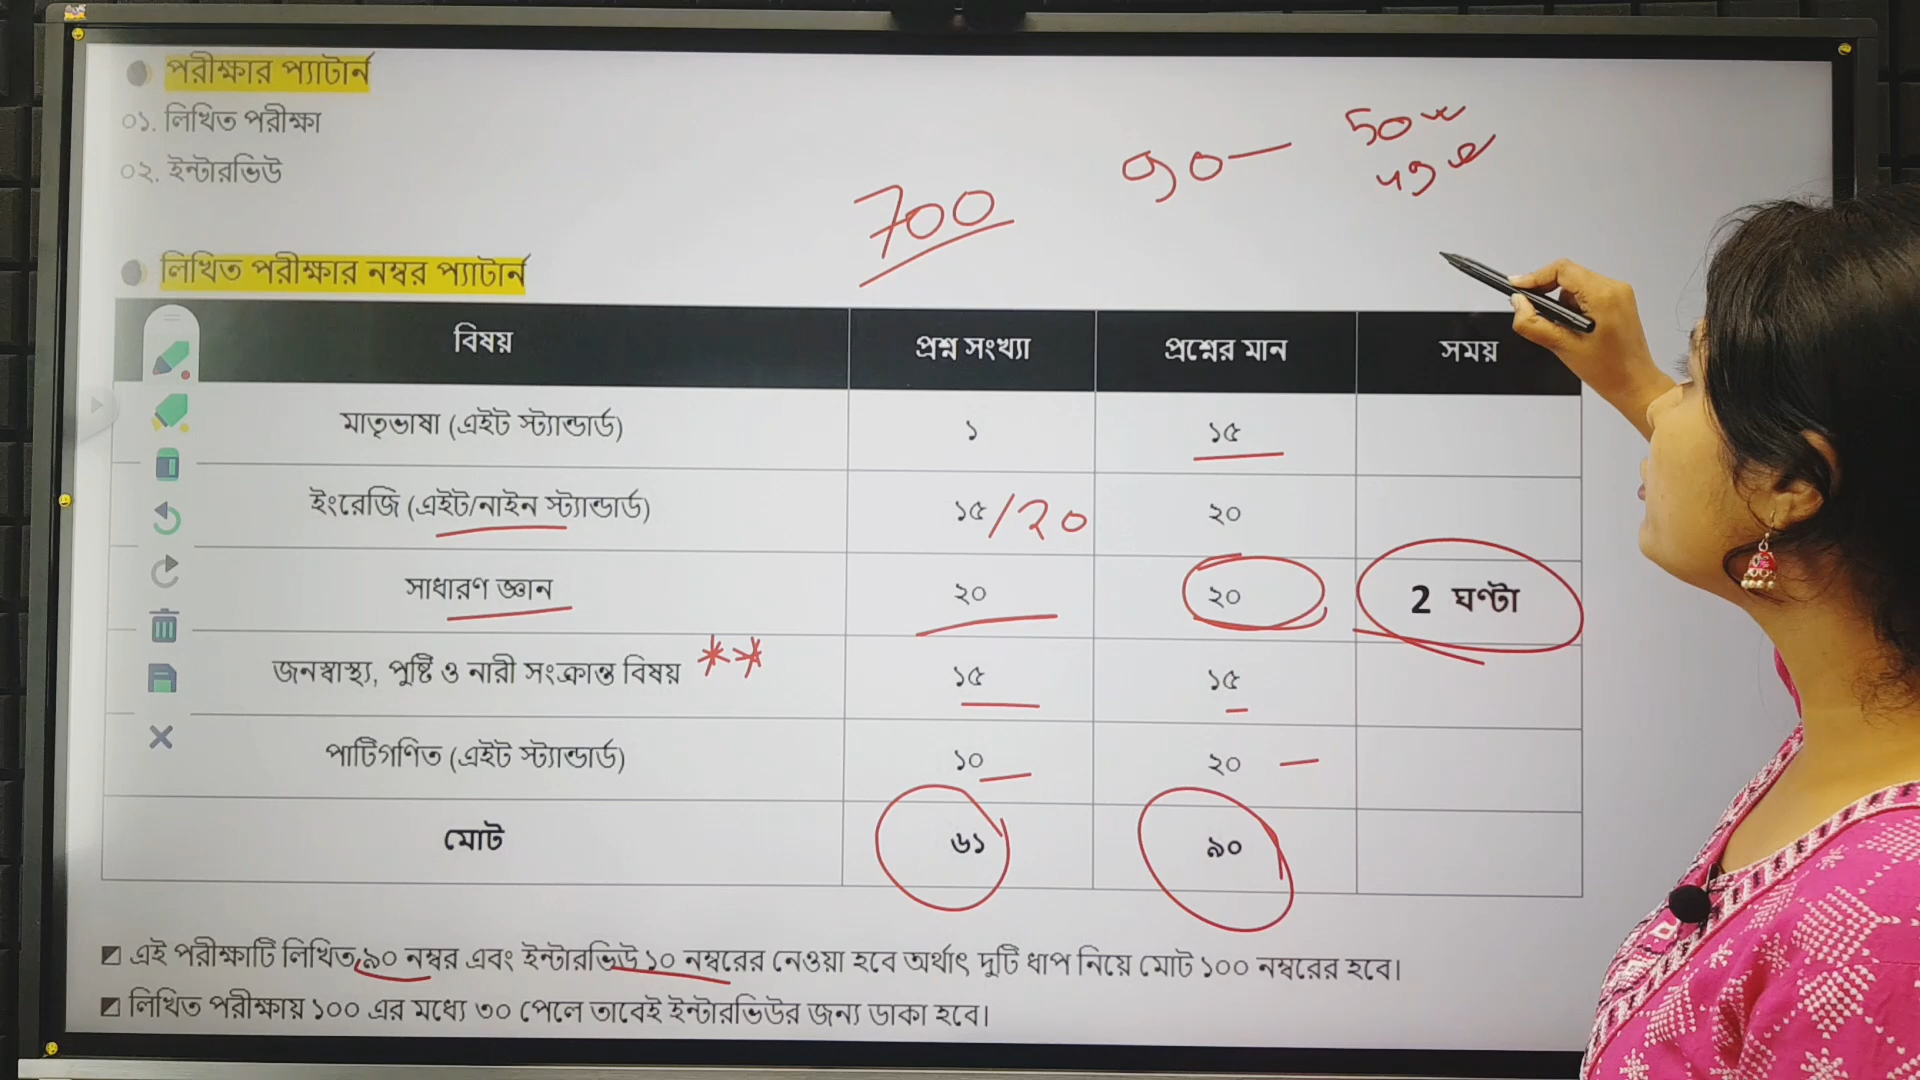 পরীক্ষার প্যাটার্ন
০১. লিখিত পরীক্ষা
০২. ইন্টারভিউ
700
90—
50
49
লিখিত পরীক্ষার নম্বর প্যাটার্ন
বিষয় প্রশ্ন সংখ্যা প্রশ্নের মান সময়
মাতৃভাষা (এইট স্ট্যান্ডার্ড) ১ ১৫
ইংরেজি (এইট/নাইন স্ট্যান্ডার্ড) ১৫ /20 ২০
সাধারণ জ্ঞান ২০ ২০ 2 ঘণ্টা
জনস্বাস্থ্য, পুষ্টি ও নারী সংক্রান্ত বিষয় ** ১৫ ১৫
পাটিগণিত (এইট স্ট্যান্ডার্ড) ১০ ২০
মোট ৬১ ৯০
এই পরীক্ষাটি লিখিত ৯০ নম্বর এবং ইন্টারভিউ ১০ নম্বরের নেওয়া হবে অর্থাৎ দুটি ধাপ নিয়ে মোট ১০০ নম্বরের হবে।
লিখিত পরীক্ষায় ১০০ এর মধ্যে ৩০ পেলে তাবেই ইন্টারভিউর জন্য ডাকা হবে।